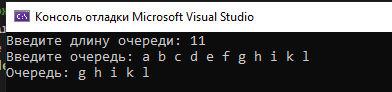 Консоль отладки Microsoft Visual Studio
Введите длину очереди: 11
Введите очередь: a b c d e f g h i k l
Очередь: g h i k l